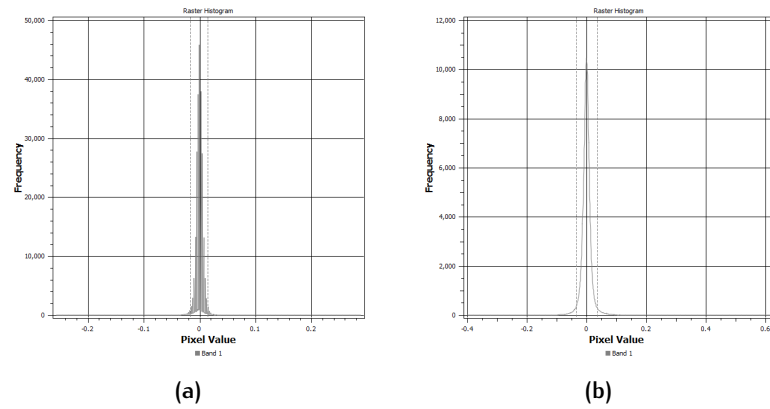 Raster Histogram
50,000
40,000
30,000
20,000
10,000
0
Frequency
-0.2
-0.1
0
0.1
0.2
Pixel Value
Band 1
(a)
Raster Histogram
12,000
10,000
8,000
6,000
4,000
2,000
0
Frequency
-0.4
-0.2
0
0.2
0.4
0.6
Pixel Value
Band 1
(b)